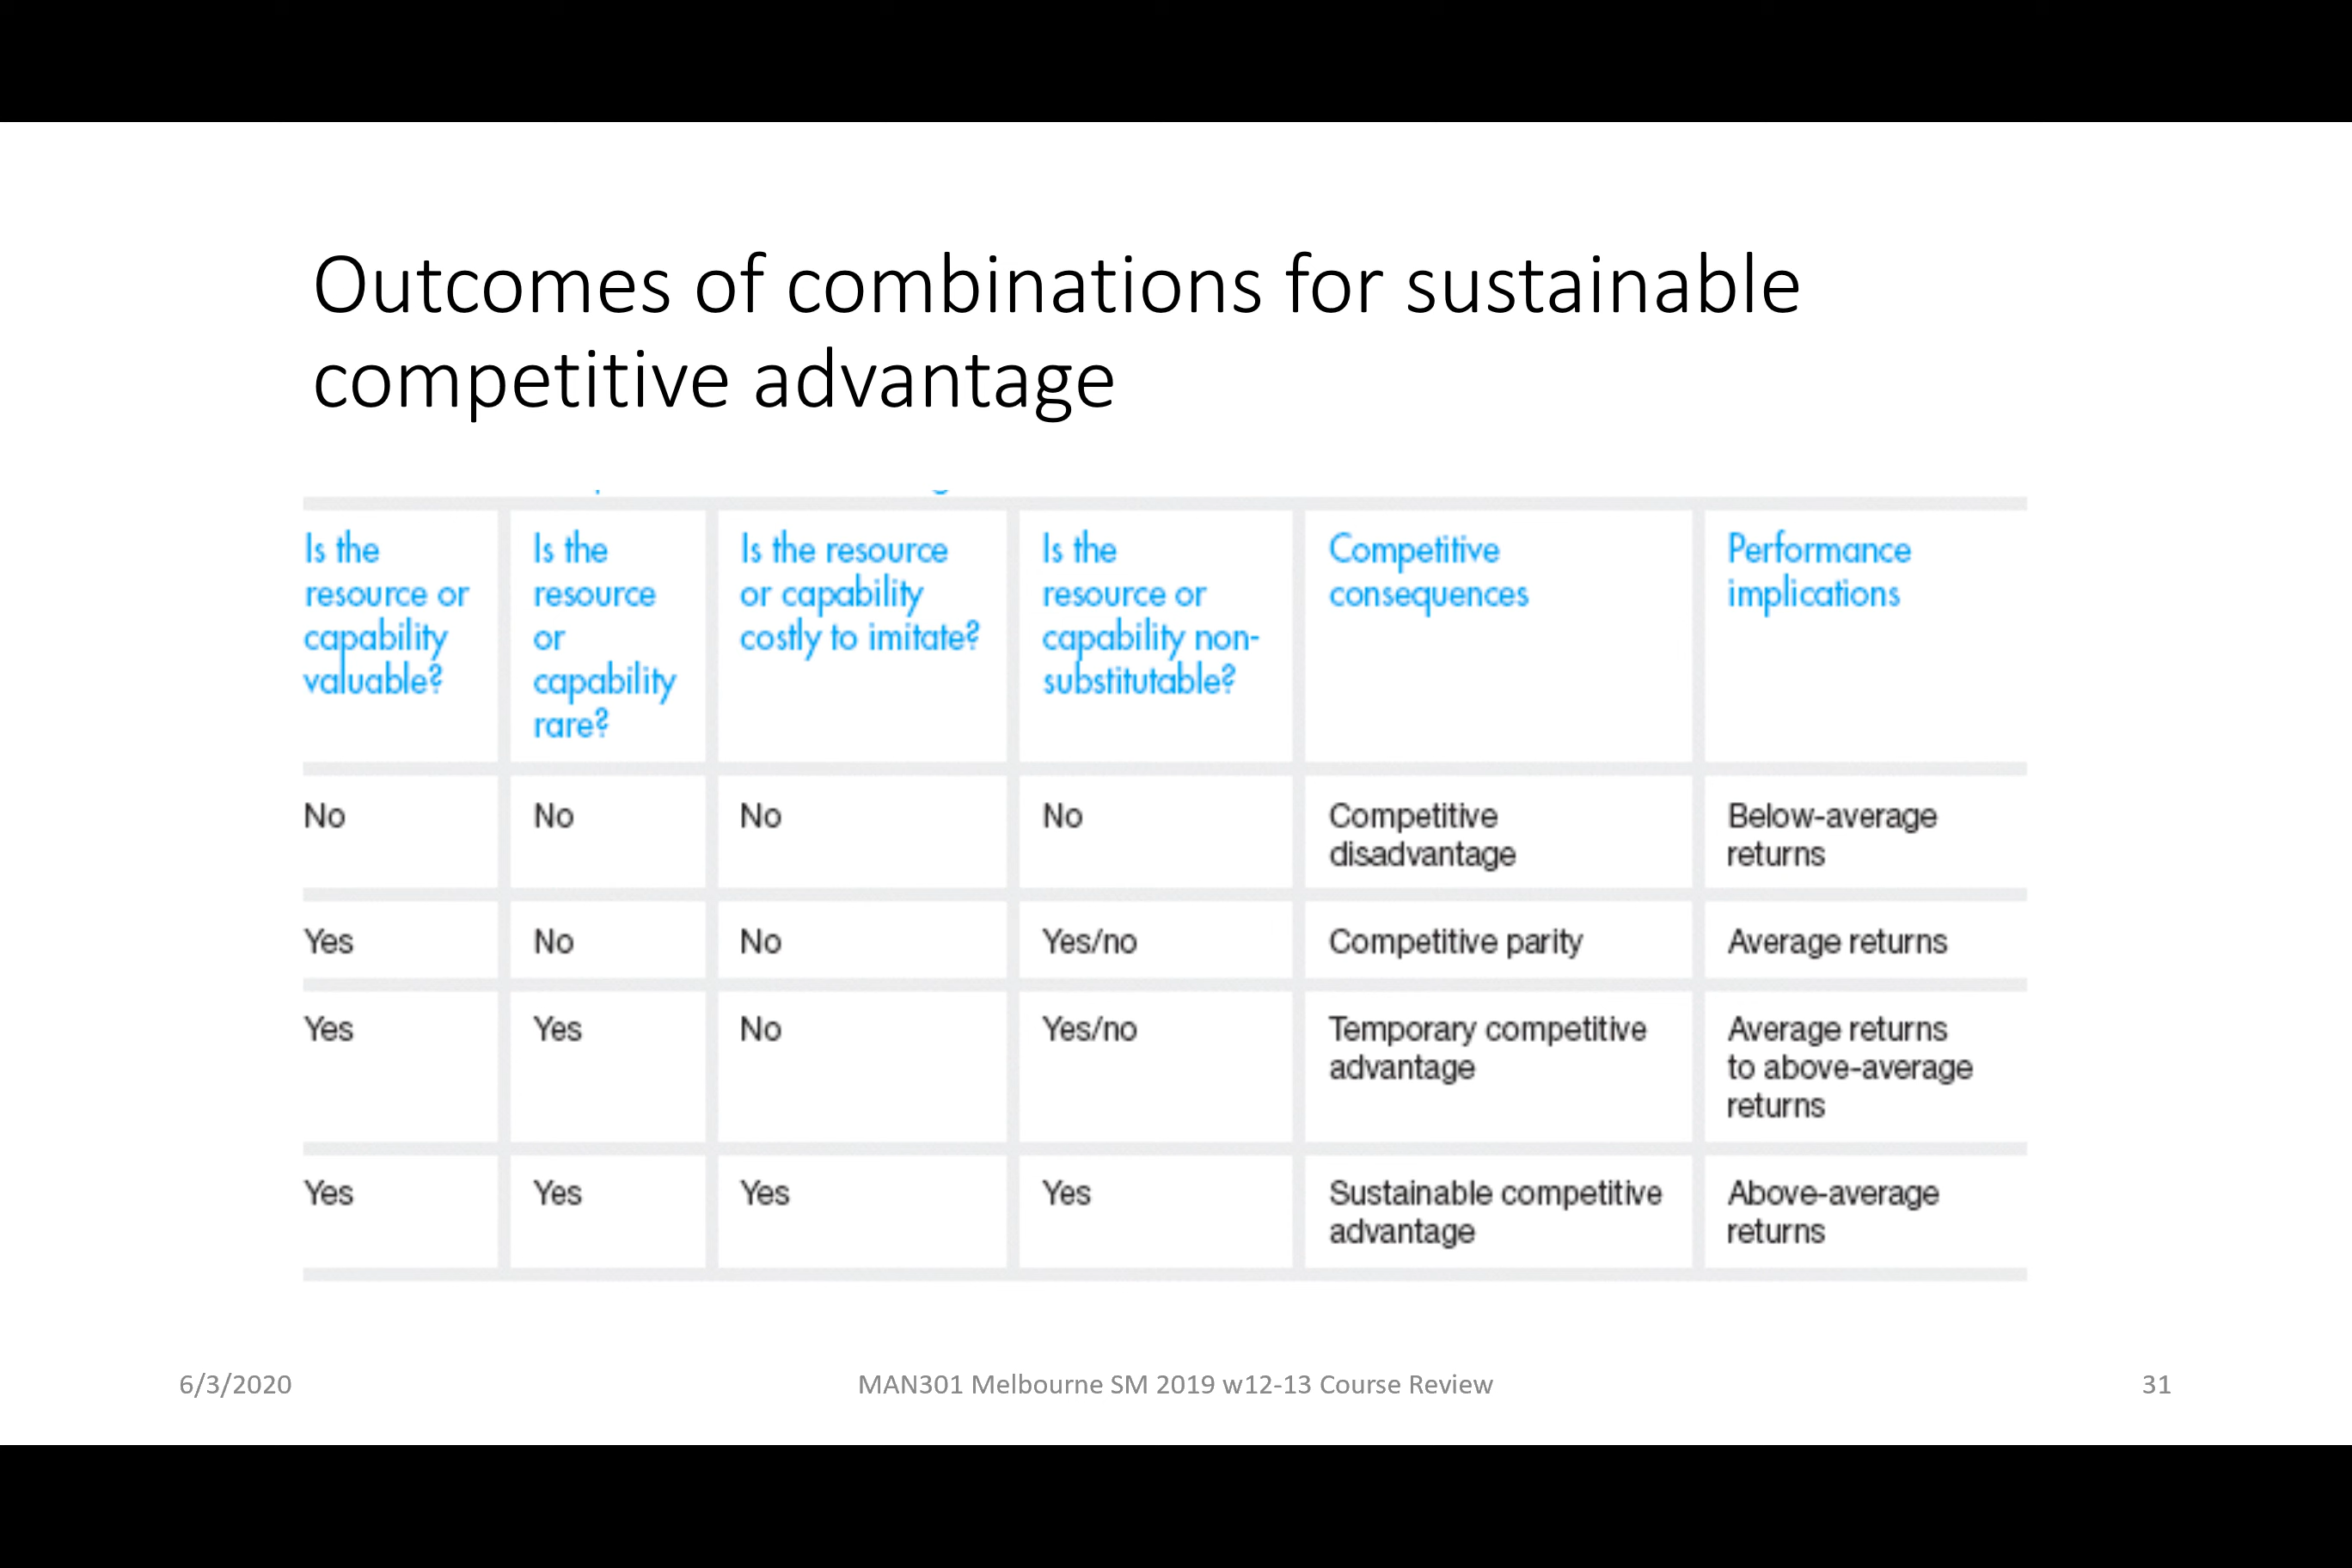 Outcomes of combinations for sustainable
competitive advantage
Is the
resource or
capability
valuable?
Is the
resource
or
capability
rare?
Is the resource
or capability
costly to imitate?
Is the
resource or
capability non-
substitutable?
Competitive
consequences
Performance
implications
No
No
No
No
Competitive
disadvantage
Below-average
returns
Yes
No
No
Yes/no
Competitive parity
Average returns
Yes
Yes
No
Yes/no
Temporary competitive
advantage
Average returns
to above-average
returns
Yes
Yes
Yes
Yes
Sustainable competitive
advantage
Above-average
returns
6/3/2020
MAN301 Melbourne SM 2019 w12-13 Course Review
31